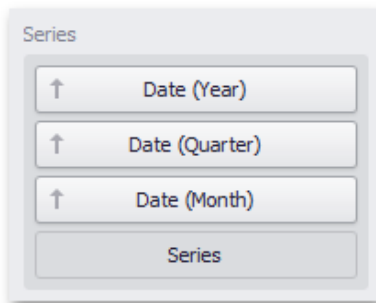 Series
Date (Year)
Date (Quarter)
Date (Month)
Series